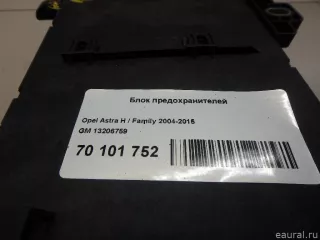 Блок предохранителей
Opel Astra H / Family 2004-2015
GM 13206759
70 101 752
eaural.ru